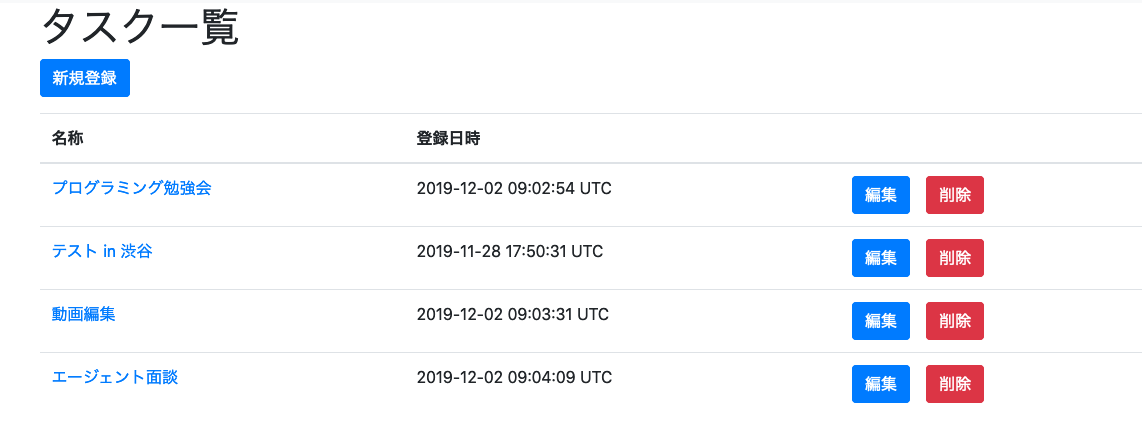 タスク一覧
新規登録
名称 登録日時
プログラミング勉強会 2019-12-02 09:02:54 UTC 編集 削除
テスト in 渋谷 2019-11-28 17:50:31 UTC 編集 削除
動画編集 2019-12-02 09:03:31 UTC 編集 削除
エージェント面談 2019-12-02 09:04:09 UTC 編集 削除